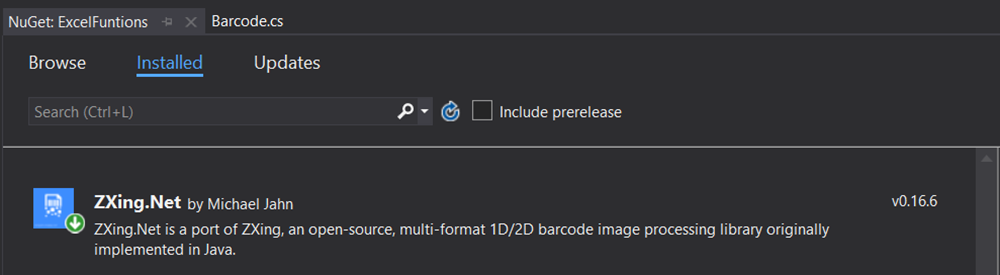 NuGet: ExcelFuntions Barcode.cs
Browse Installed Updates
Search (Ctrl+L) Include prerelease
ZXing.Net by Michael Jahn v0.16.6
ZXing.Net is a port of ZXing, an open-source, multi-format 1D/2D barcode image processing library originally
implemented in Java.